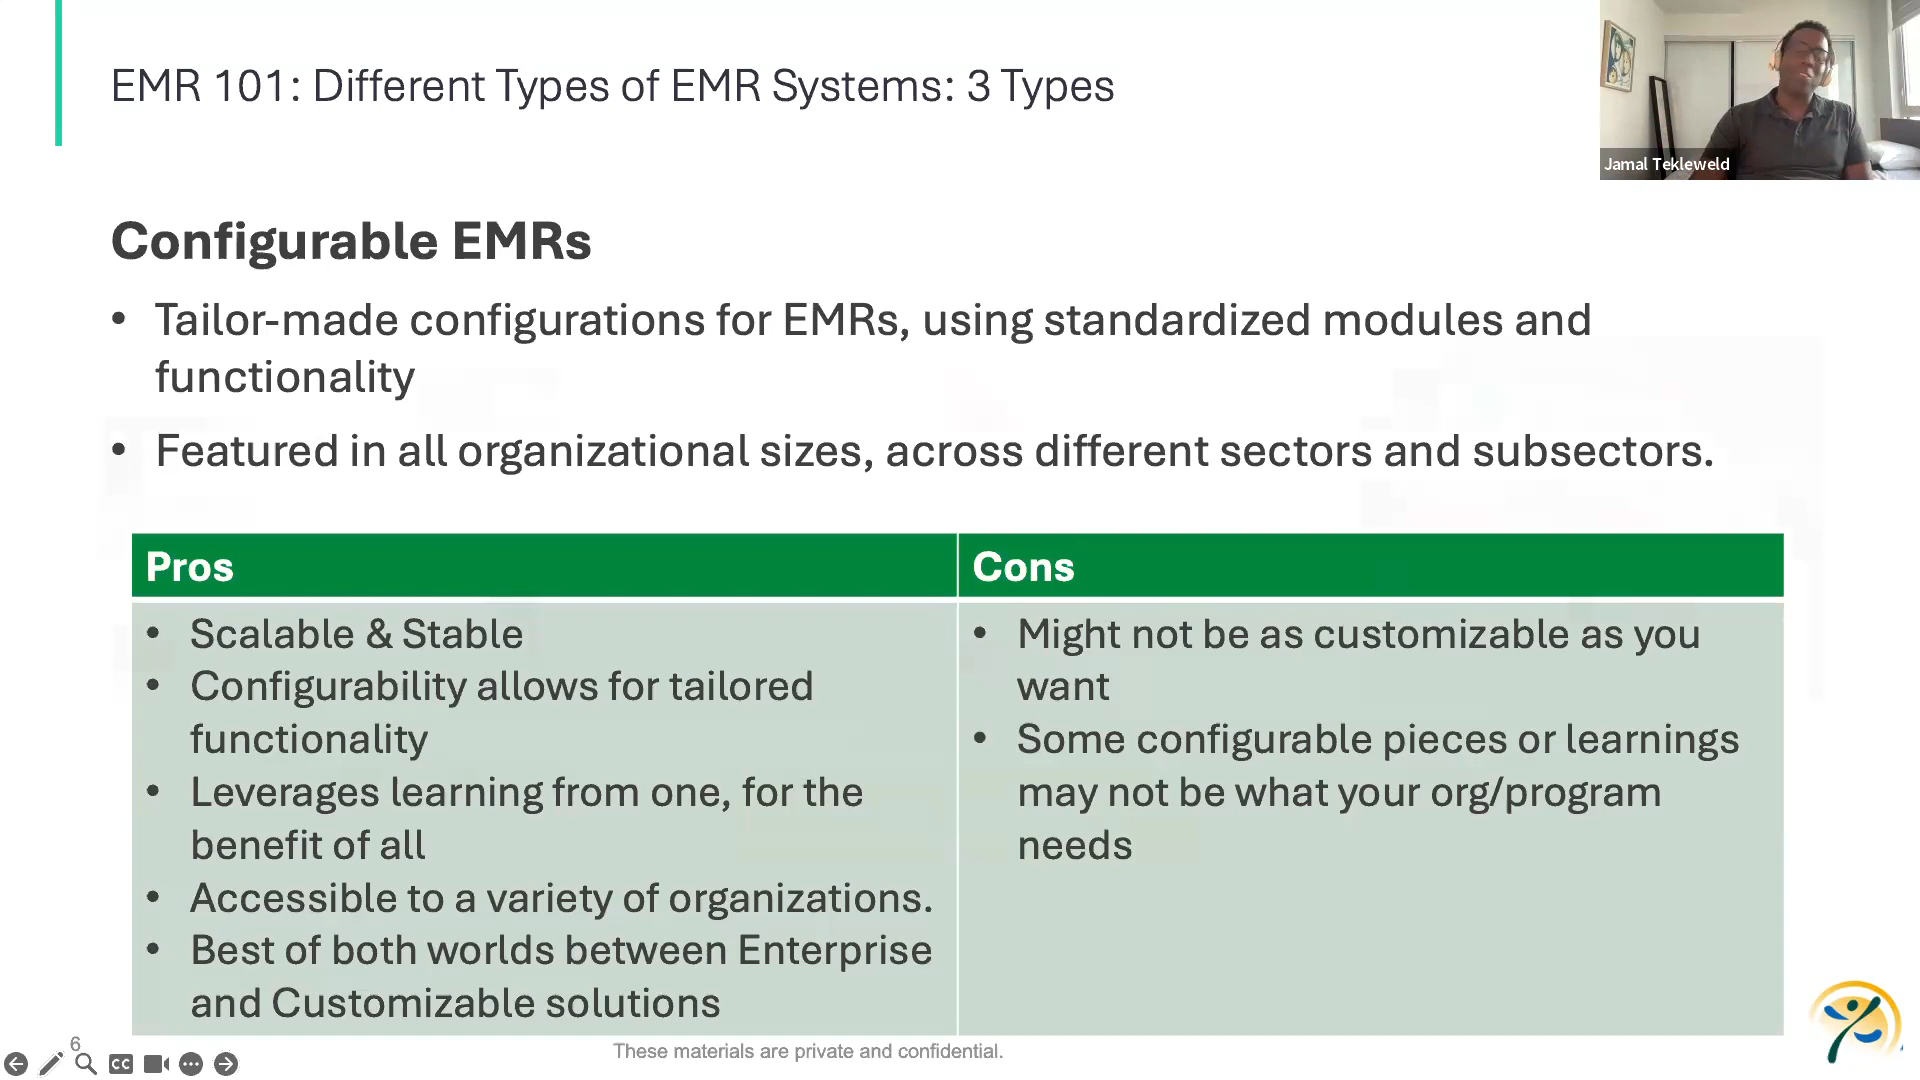 EMR 101: Different Types of EMR Systems: 3 Types
Jamal Tekleweld
Configurable EMRs
• Tailor-made configurations for EMRs, using standardized modules and
functionality
• Featured in all organizational sizes, across different sectors and subsectors.
Pros
• Scalable & Stable
• Configurability allows for tailored
functionality
• Leverages learning from one, for the
benefit of all
• Accessible to a variety of organizations.
• Best of both worlds between Enterprise
and Customizable solutions
Cons
• Might not be as customizable as you
want
• Some configurable pieces or learnings
may not be what your org/program
needs
6
CC
These materials are private and confidential.